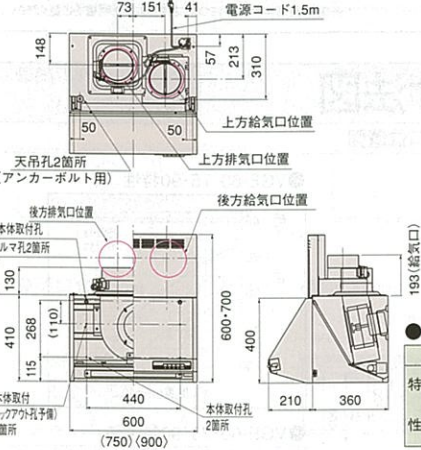 73 151 41
電源コード1.5m
148
57
213
310
50 50
上方給気口位置
天吊孔2箇所
上方排気口位置
(アンカーボルト用)
後方排気口位置
後方給気口位置
本体取付孔
ルマ孔2箇所
130
410
268
(110)
115
600・700
400
193(給気口)
本体取付
ックアウト孔予備)
箇所
440
本体取付孔
2箇所
600
(750)〈900〉
210 360
特
性